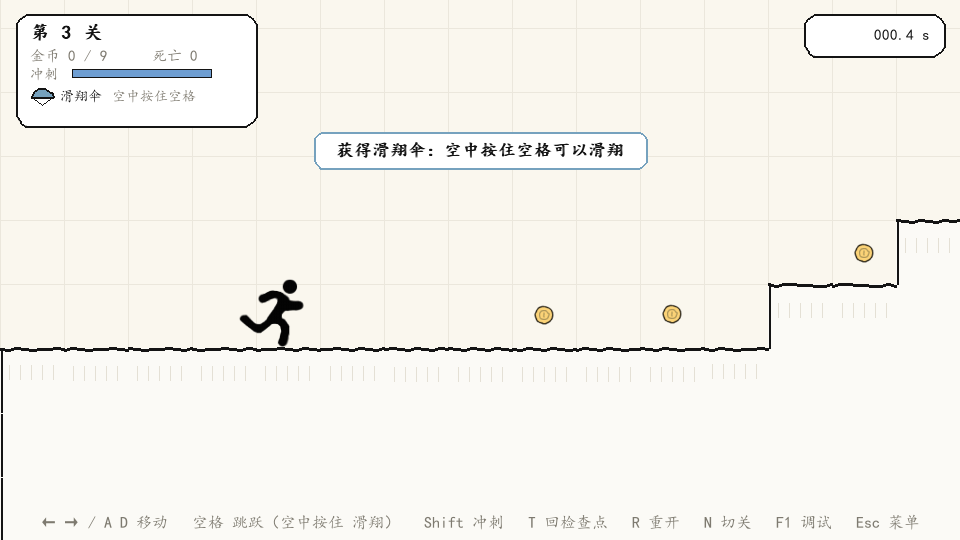 第 3 关
金币 0 / 9 死亡 0
冲刺
滑翔伞 空中按住空格
000.4 s
获得滑翔伞: 空中按住空格可以滑翔
← → / A D 移动 空格 跳跃 (空中按住 滑翔) Shift 冲刺 T 回检查点 R 重开 N 切关 F1 调试 Esc 菜单